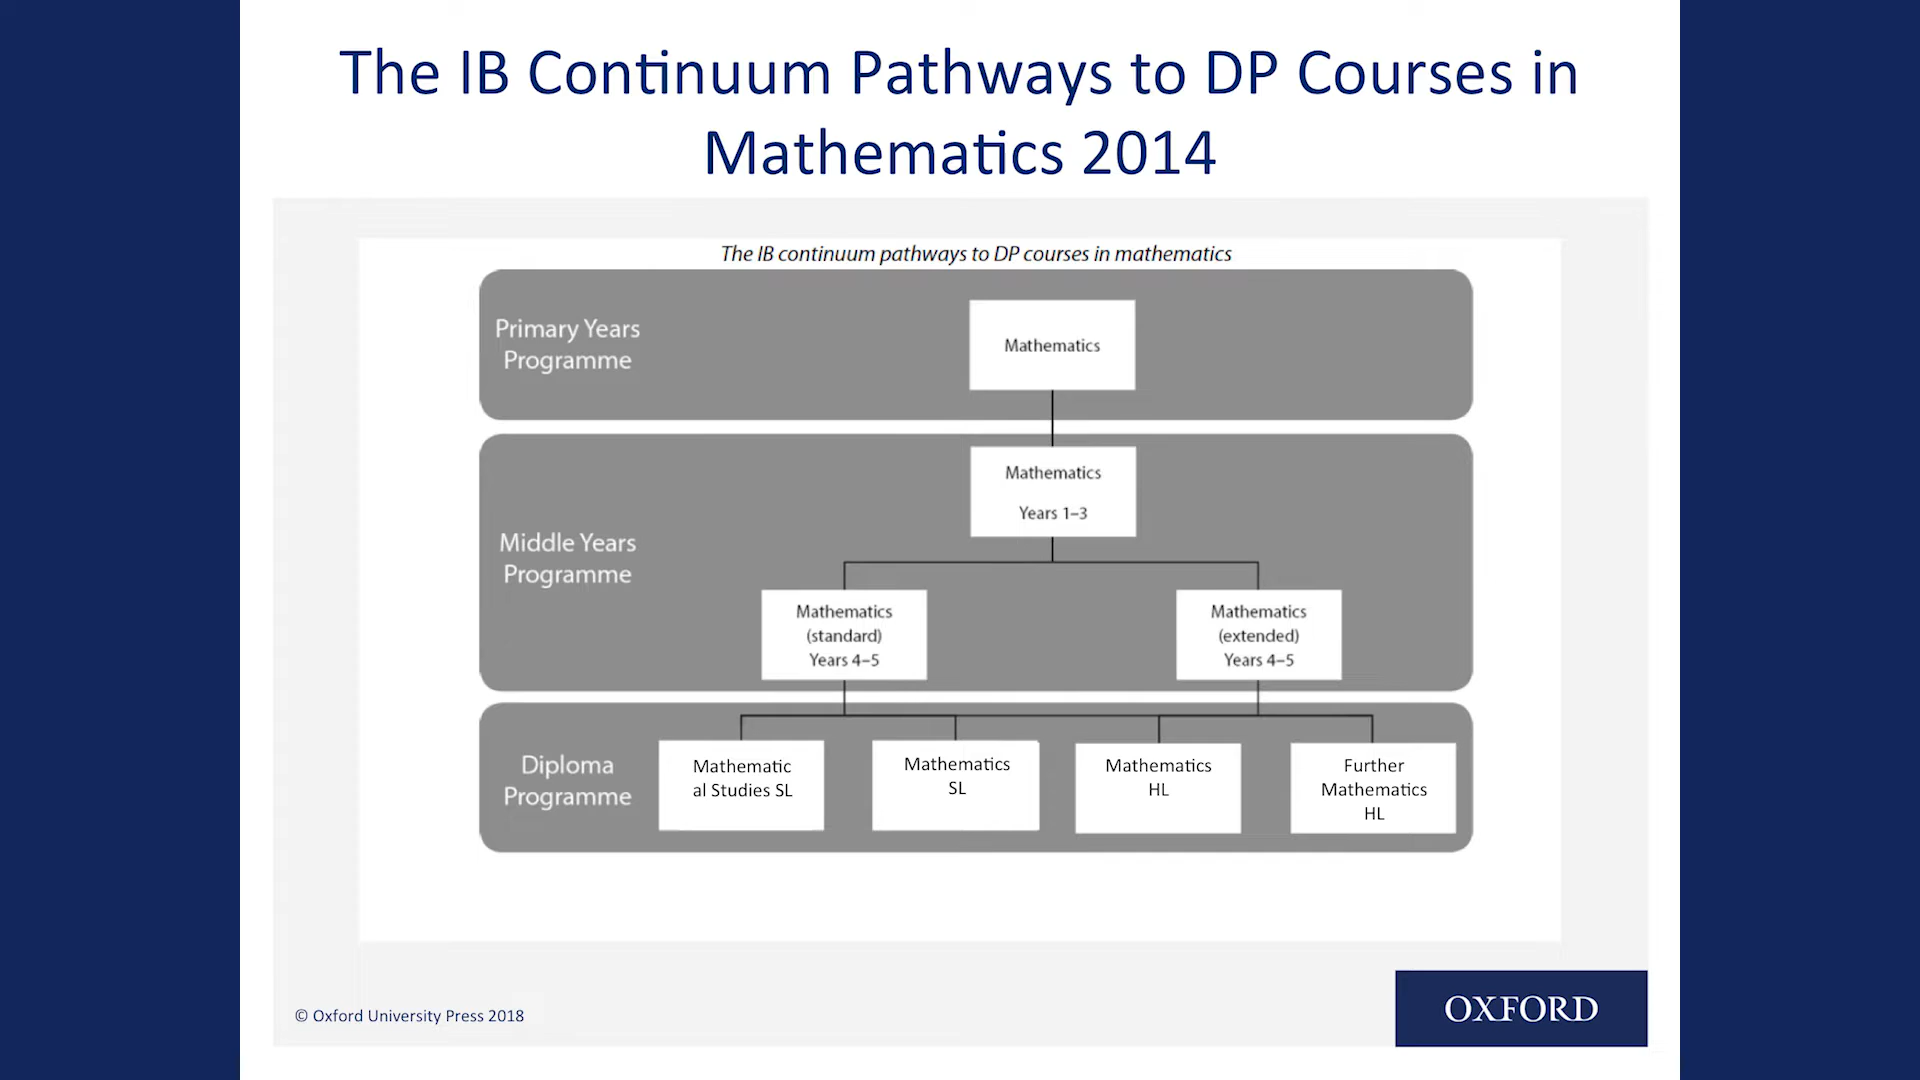 The IB Continuum Pathways to DP Courses in
Mathematics 2014
The IB continuum pathways to DP courses in mathematics
Primary Years
Programme
Mathematics
Middle Years
Programme
Mathematics
Years 1–3
Mathematics
(standard)
Years 4–5
Mathematics
(extended)
Years 4–5
Diploma
Programme
Mathematic
al Studies SL
Mathematics
SL
Mathematics
HL
Further
Mathematics
HL
© Oxford University Press 2018
OXFORD